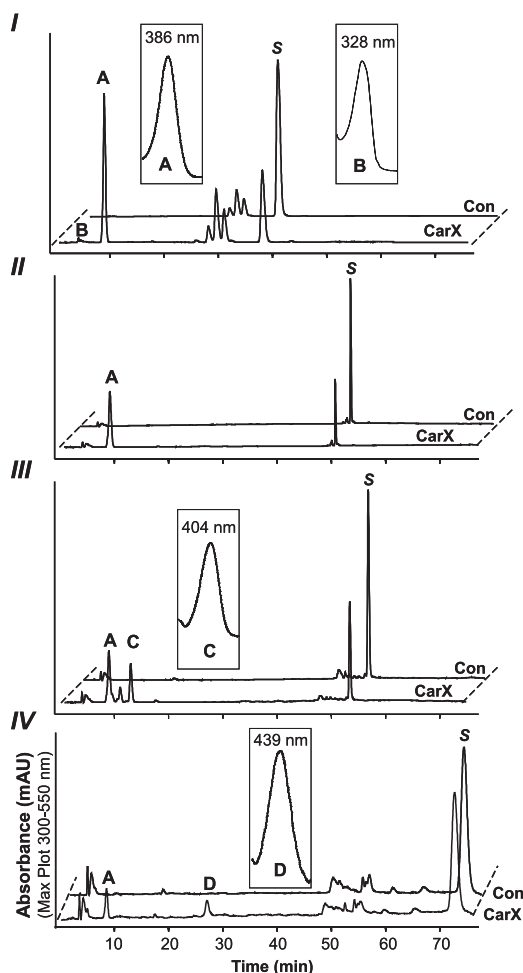 I
386 nm
328 nm
S
A
A
B
Con
B
CarX
II
S
A
Con
CarX
III
S
404 nm
A C
C
Con
CarX
IV
439 nm
S
A
D
D
Con
CarX
Absorbance (mAU)
(Max Plot 300-550 nm)
10 20 30 40 50 60 70
Time (min)